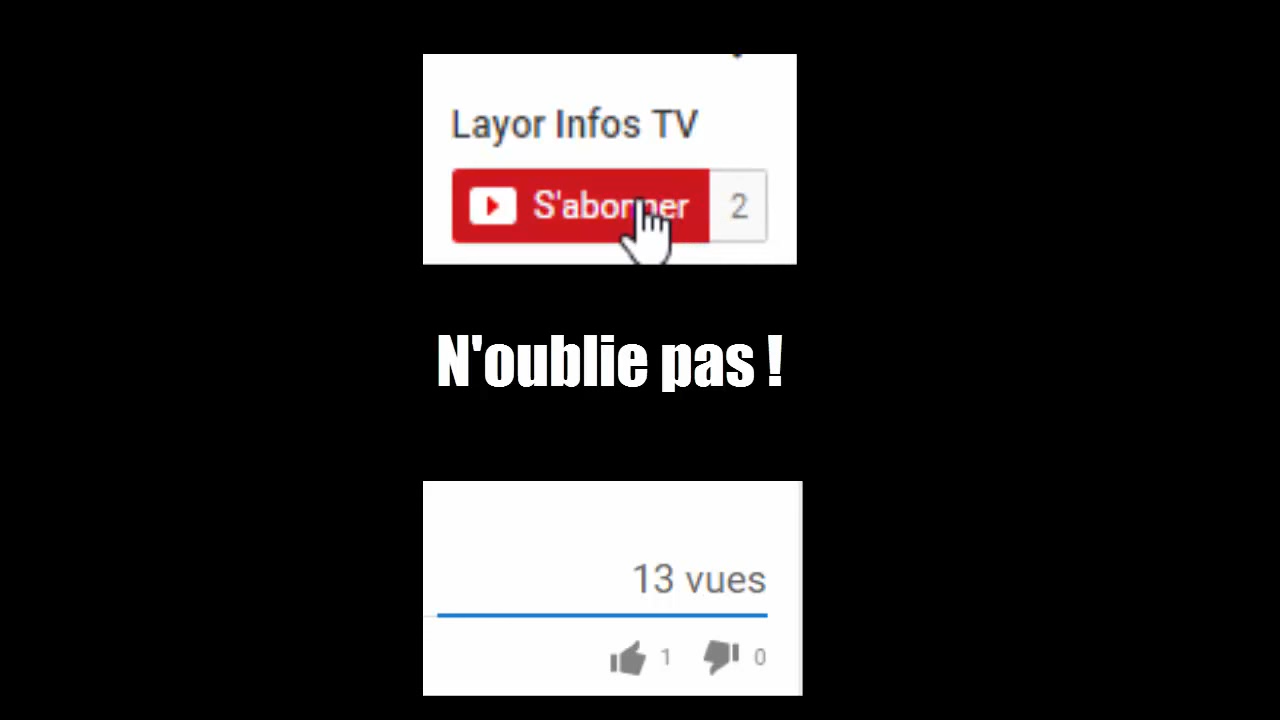 Layor Infos TV
S'abonner 2
N'oublie pas !
13 vues
1 0